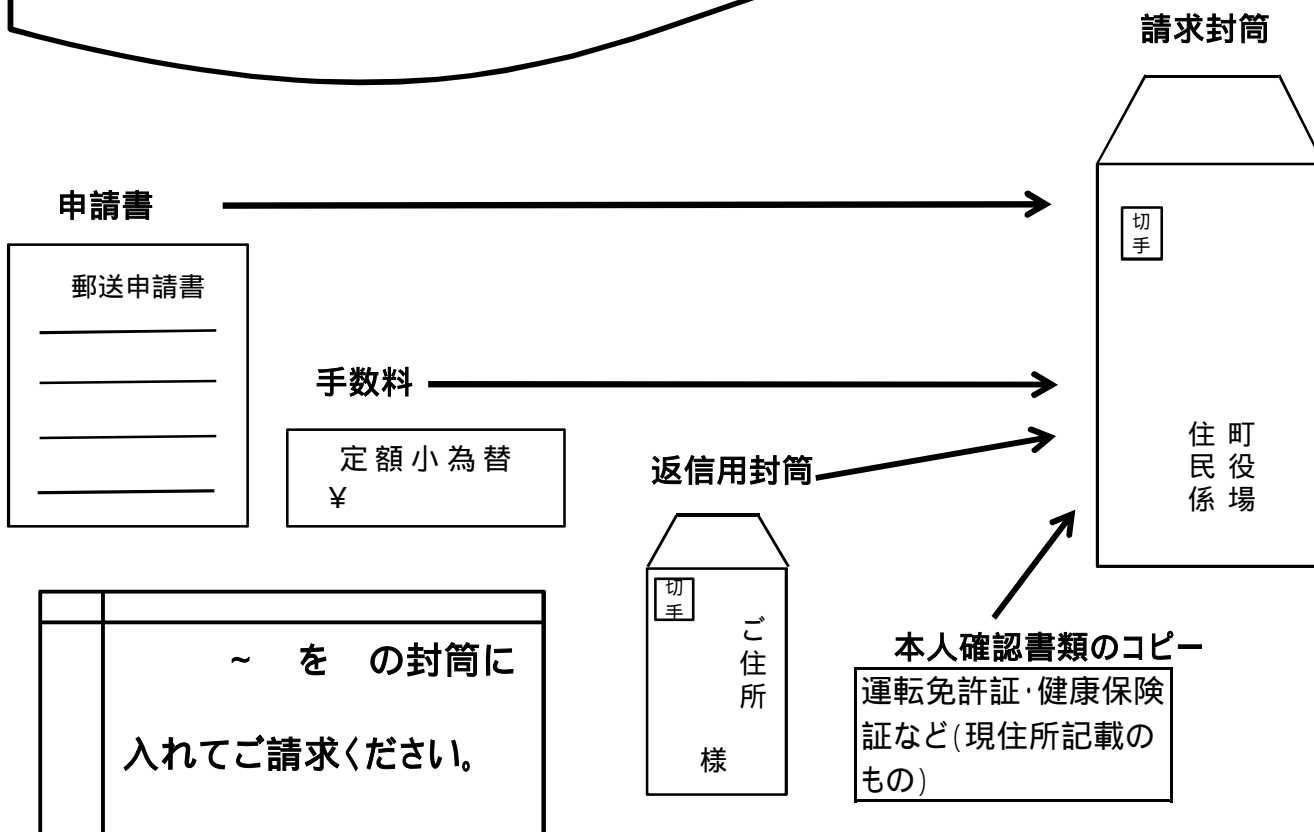 請求封筒
切手
町役場
住民係
申請書
郵送申請書
手数料
定額小為替
¥
返信用封筒
切手
ご住所
様
本人確認書類のコピー
運転免許証・健康保険
証など(現住所記載の
もの)
~ を の封筒に
入れてご請求ください。